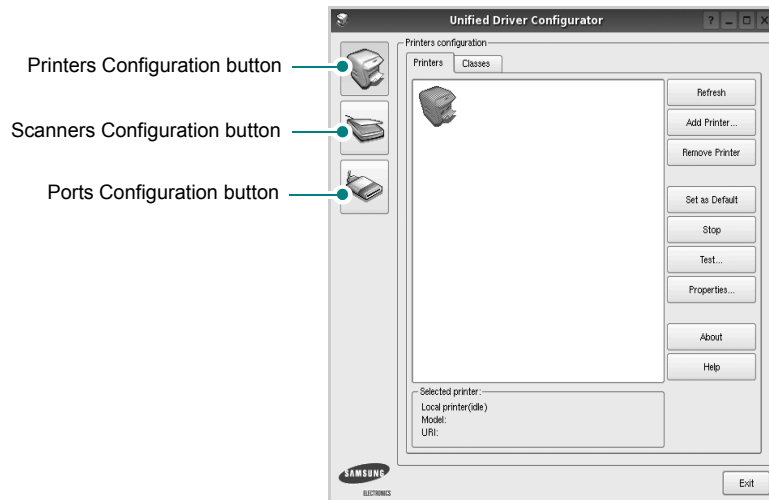 Unified Driver Configurator
? _ □ X
Printers configuration
Printers Configuration button
Printers Classes
Refresh
Add Printer...
Remove Printer
Scanners Configuration button
Ports Configuration button
Set as Default
Stop
Test...
Properties...
About
Help
Selected printer:
Local printer(idle)
Model:
URI:
SAMSUNG
ELECTRONICS
Exit